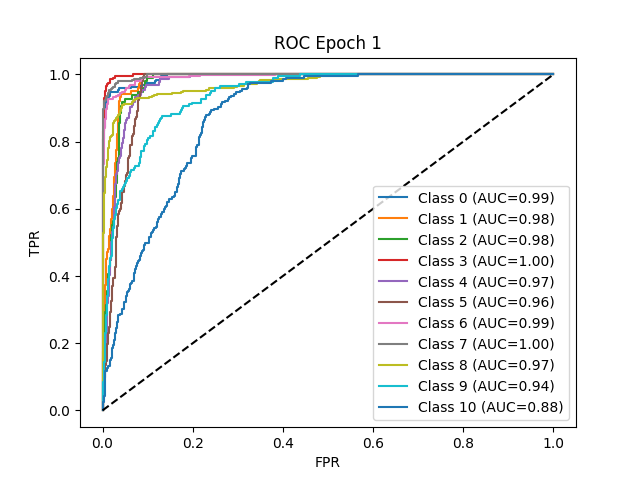 ROC Epoch 1
TPR
1.0
0.8
0.6
0.4
0.2
0.0
Class 0 (AUC=0.99)
Class 1 (AUC=0.98)
Class 2 (AUC=0.98)
Class 3 (AUC=1.00)
Class 4 (AUC=0.97)
Class 5 (AUC=0.96)
Class 6 (AUC=0.99)
Class 7 (AUC=1.00)
Class 8 (AUC=0.97)
Class 9 (AUC=0.94)
Class 10 (AUC=0.88)
0.0 0.2 0.4 0.6 0.8 1.0
FPR